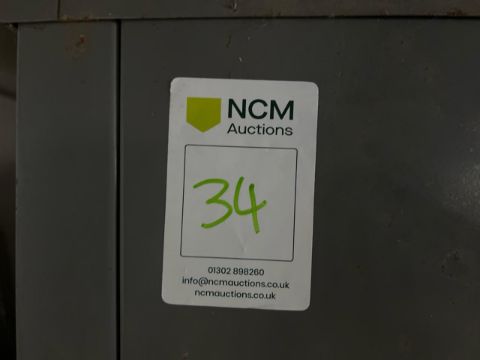 NCM
Auctions
34
01302 898260
info@ncmauctions.co.uk
ncmauctions.co.uk